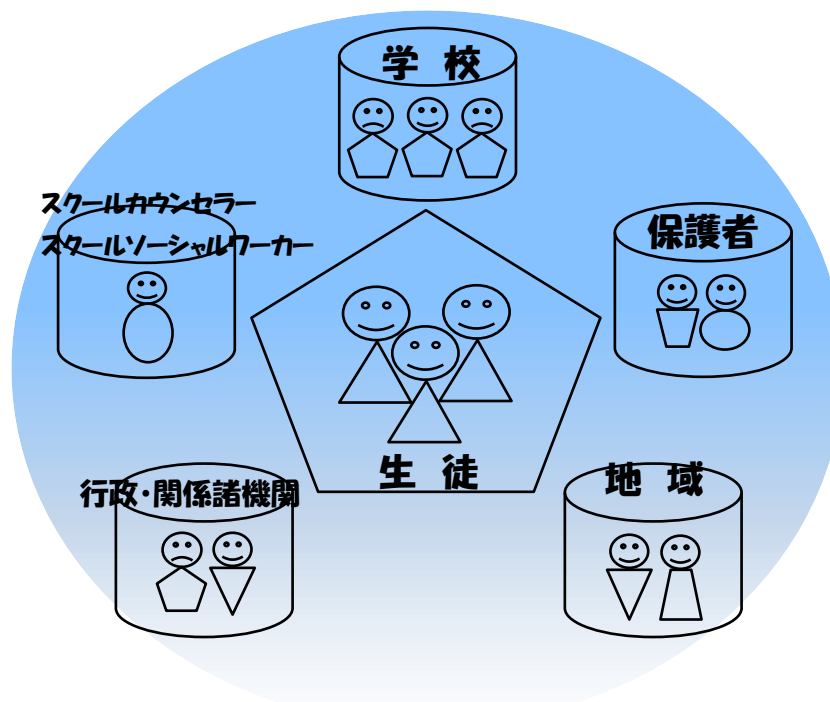 学 校
スクールカウンセラー
スクールソーシャルワーカー
保護者
生 徒
行政・関係諸機関
地 域